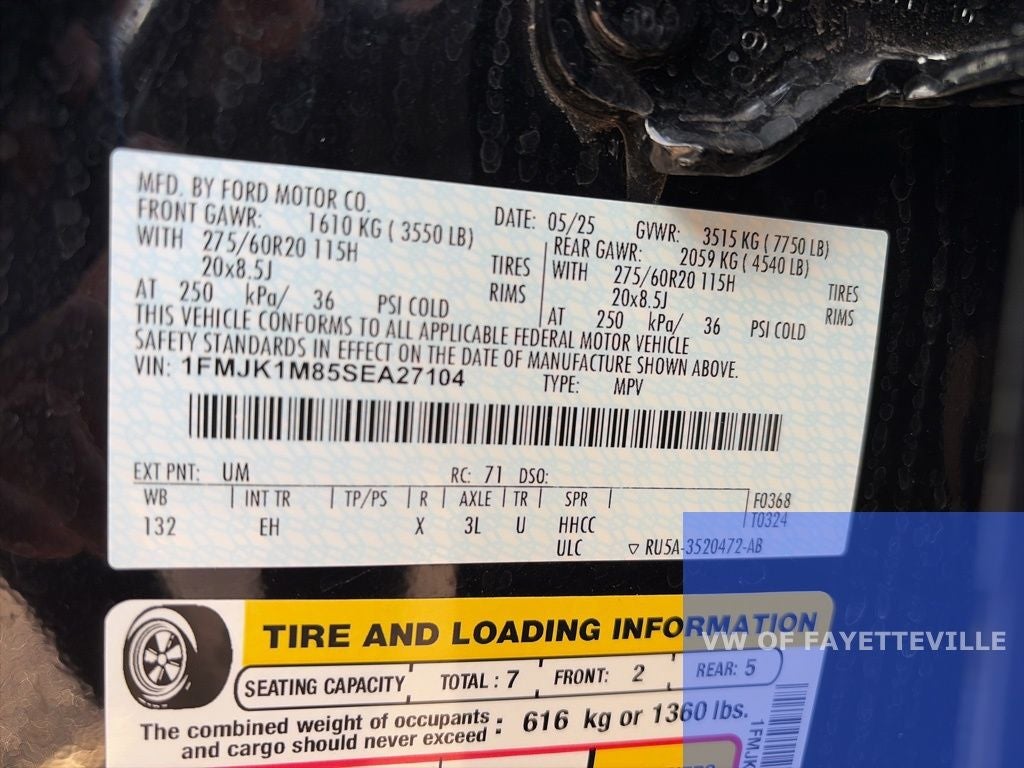 MFD. BY FORD MOTOR CO. DATE: 05/25 GVWR: 3515 KG ( 7750 LB)
FRONT GAWR: 1610 KG ( 3550 LB) REAR GAWR: 2059 KG ( 4540 LB)
WITH 275/60R20 115H TIRES WITH 275/60R20 115H TIRES
20x8.5J RIMS 20x8.5J RIMS
AT 250 kPa/ 36 PSI COLD AT 250 kPa/ 36 PSI COLD
THIS VEHICLE CONFORMS TO ALL APPLICABLE FEDERAL MOTOR VEHICLE
SAFETY STANDARDS IN EFFECT ON THE DATE OF MANUFACTURE SHOWN ABOVE.
VIN: 1FMJK1M85SEA27104 TYPE: MPV
EXT PNT: UM RC: 71 DSO:
WB INT TR TP/PS R AXLE TR SPR F0368
132 EH X 3L U HHCC T0324
ULC ▽ RU5A-3520472-AB
TIRE AND LOADING INFORMATION
VW OF FAYETTEVILLE
SEATING CAPACITY TOTAL : 7 FRONT: 2 REAR: 5
The combined weight of occupants
and cargo should never exceed : 616 kg or 1360 lbs.
1FMJK